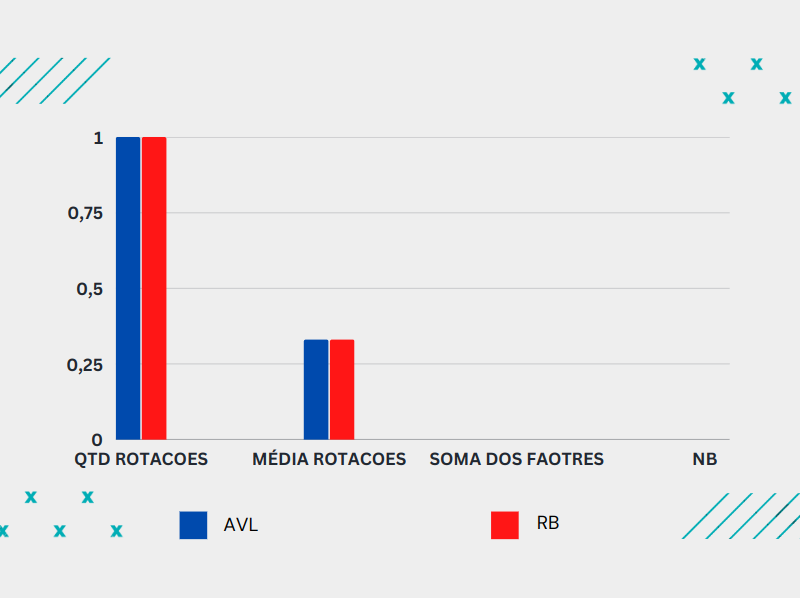 1
0,75
0,5
0,25
0
QTD ROTACOES MÉDIA ROTACOES SOMA DOS FAOTRES NB
AVL RB